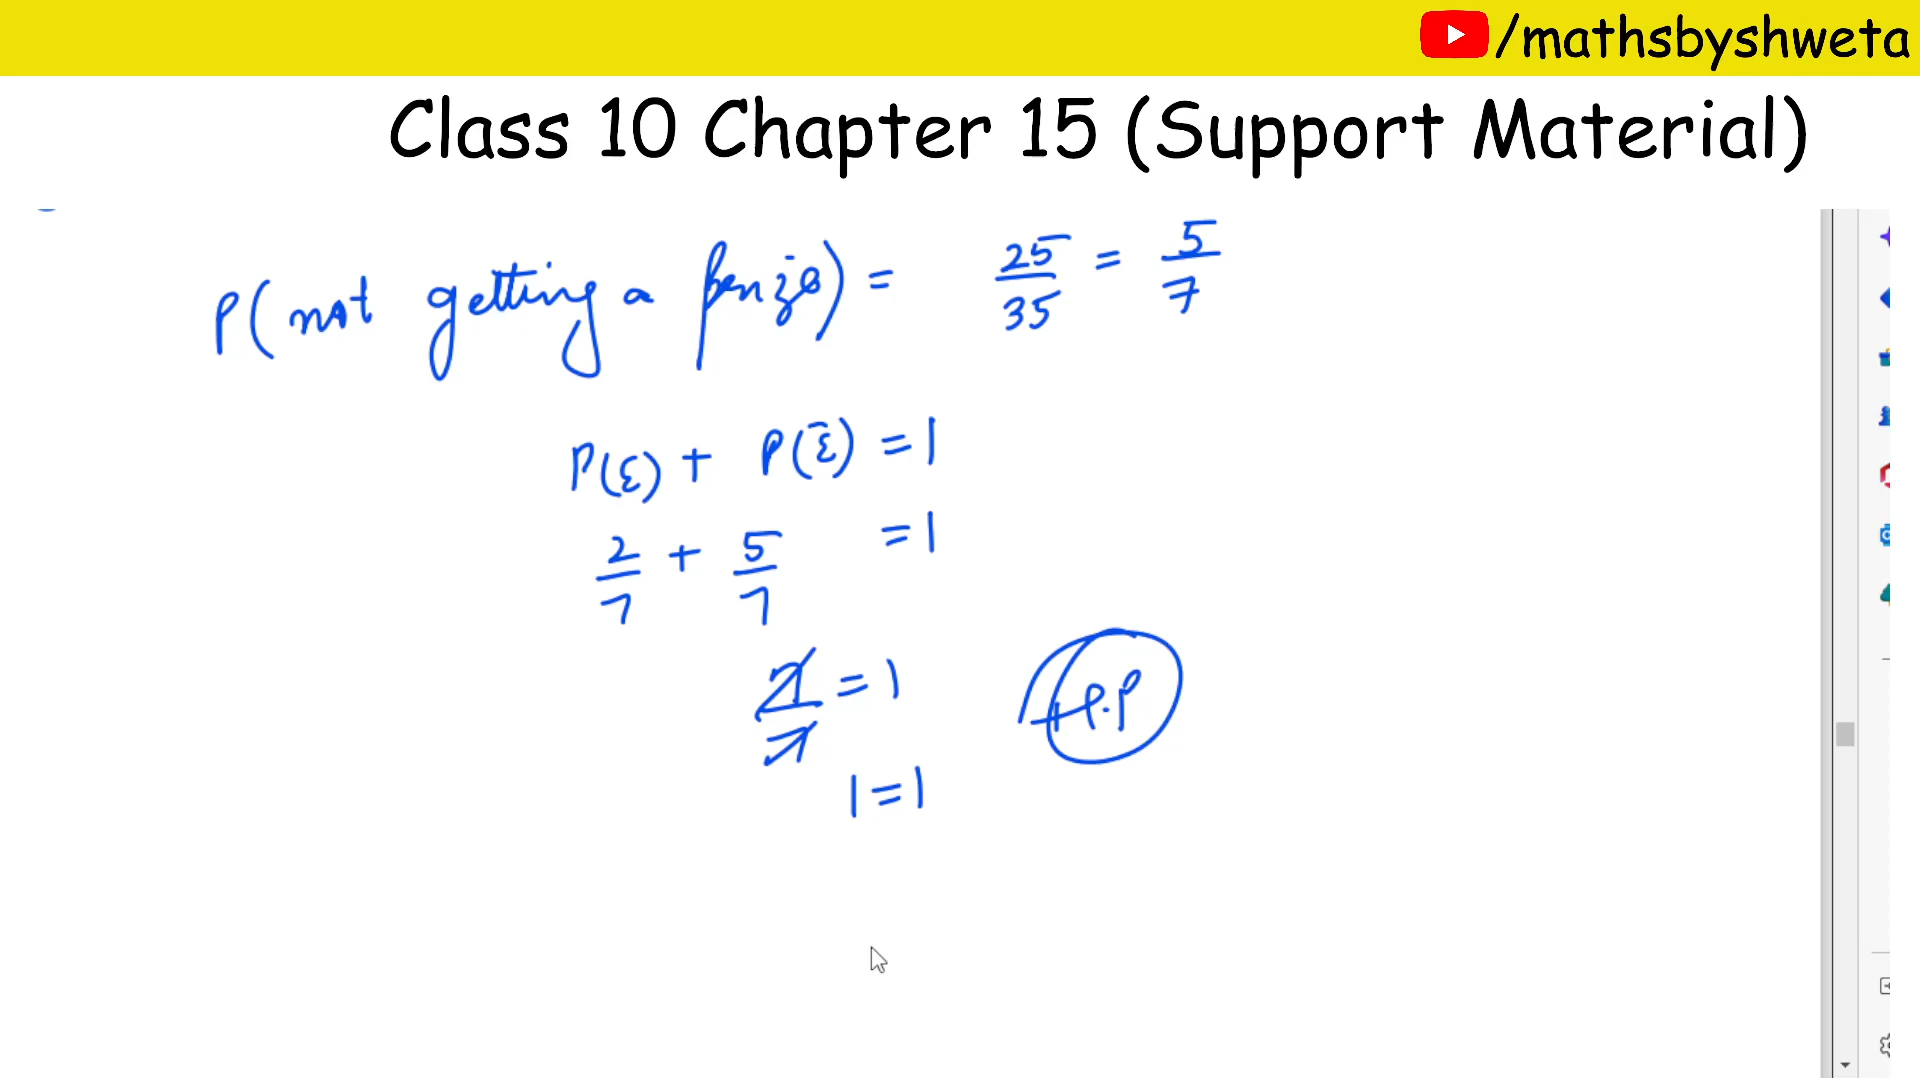 /mathsbyshweta
Class 10 Chapter 15 (Support Material)
P(not getting a prize) = 25/35 = 5/7
P(E) + P(Ē) = 1
2/7 + 5/7 = 1
7/7 = 1
H.P
1 = 1